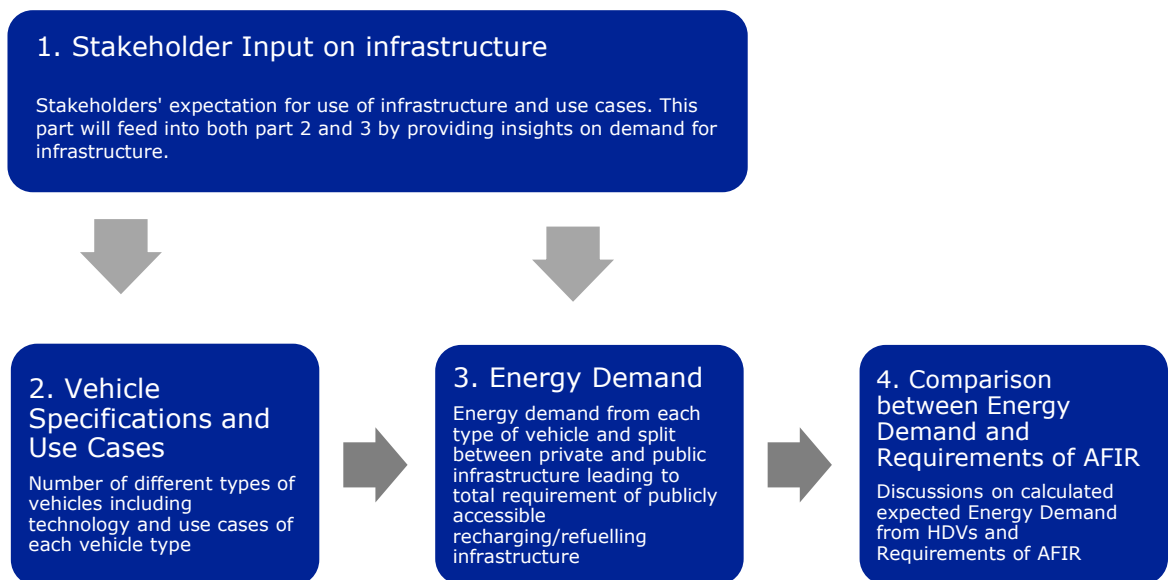 1. Stakeholder Input on infrastructure
Stakeholders' expectation for use of infrastructure and use cases. This
part will feed into both part 2 and 3 by providing insights on demand for
infrastructure.
2. Vehicle
Specifications and
Use Cases
Number of different types of
vehicles including
technology and use cases of
each vehicle type
3. Energy Demand
Energy demand from each
type of vehicle and split
between private and public
infrastructure leading to
total requirement of publicly
accessible
recharging/refuelling
infrastructure
4. Comparison
between Energy
Demand and
Requirements of AFIR
Discussions on calculated
expected Energy Demand
from HDVs and
Requirements of AFIR